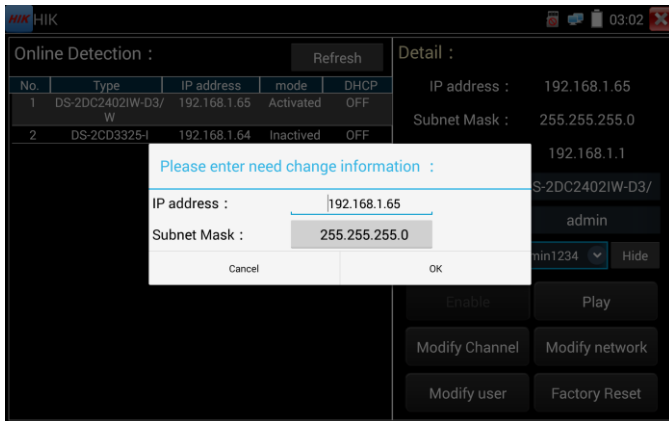 HIK HIK 03:02
Online Detection : Refresh
No. Type IP address mode DHCP
1 DS-2DC2402IW-D3/W 192.168.1.65 Activated OFF
2 DS-2CD3325-I 192.168.1.64 Inactived OFF
Detail :
IP address : 192.168.1.65
Subnet Mask : 255.255.255.0
192.168.1.1
S-2DC2402IW-D3/
admin
min1234 Hide
Enable Play
Modify Channel Modify network
Modify user Factory Reset
Please enter need change information :
IP address : 192.168.1.65
Subnet Mask : 255.255.255.0
Cancel OK